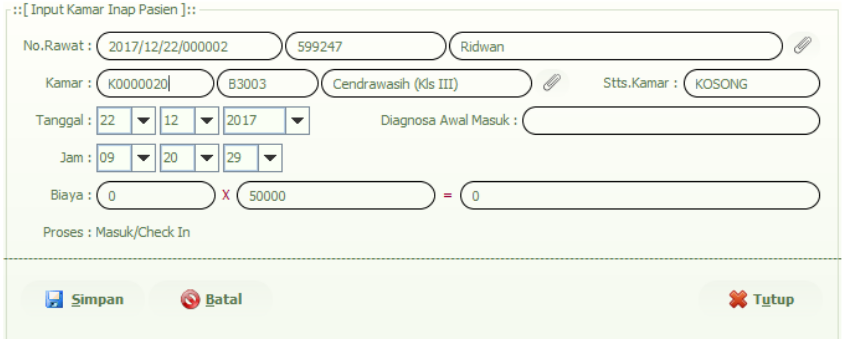 ::[ Input Kamar Inap Pasien ]::
No.Rawat : 2017/12/22/000002 599247 Ridwan
Kamar : K0000020 B3003 Cendrawasih (Kls III) Stts.Kamar : KOSONG
Tanggal : 22 12 2017 Diagnosa Awal Masuk :
Jam : 09 20 29
Biaya : 0 X 50000 = 0
Proses : Masuk/Check In
Simpan Batal Tutup